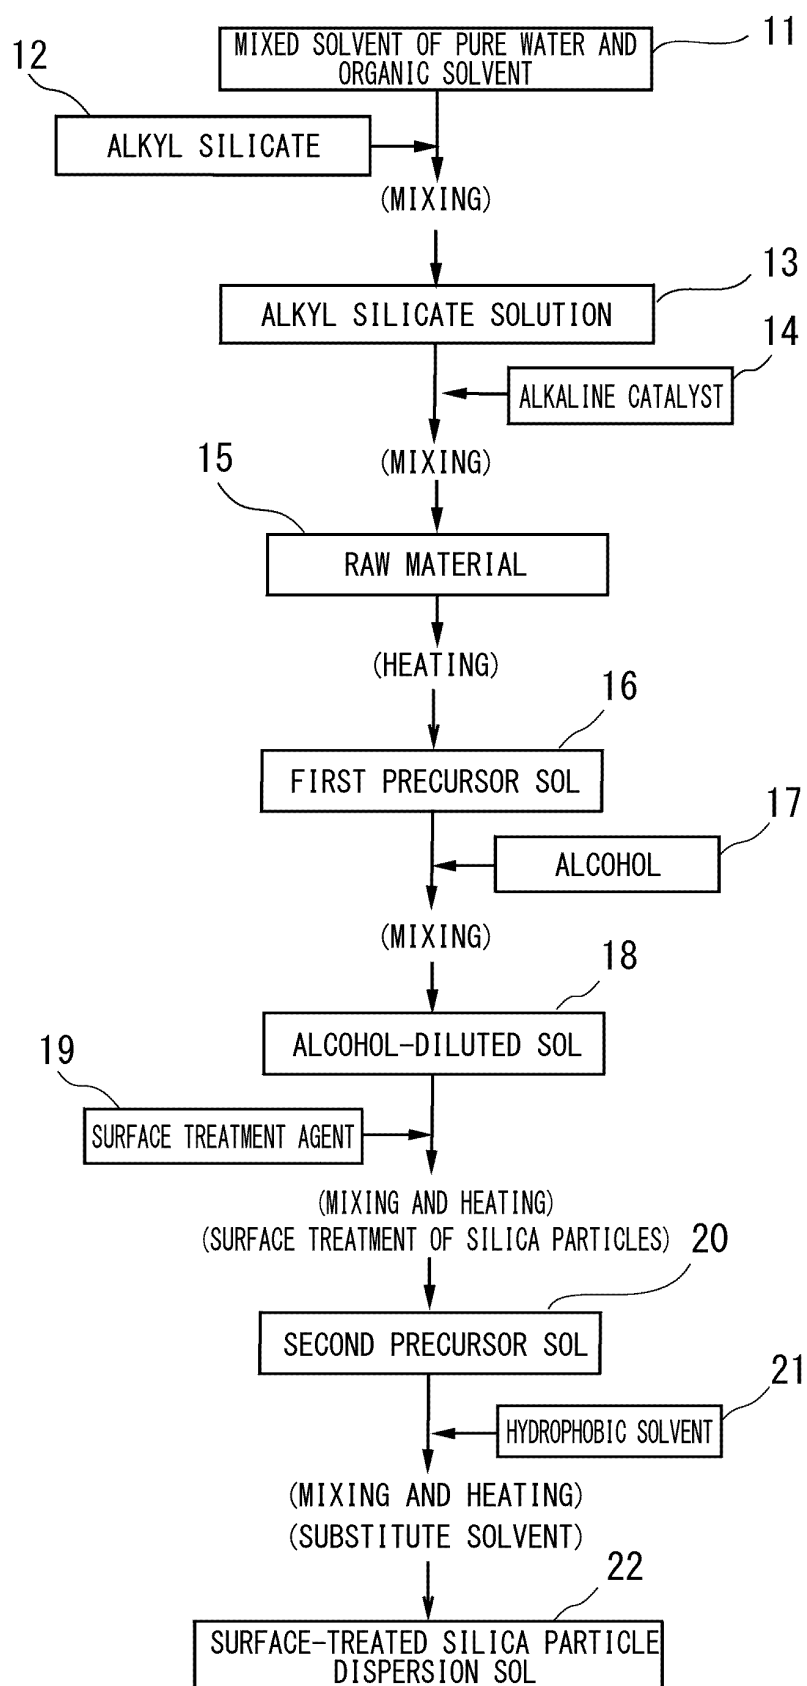 11
MIXED SOLVENT OF PURE WATER AND
ORGANIC SOLVENT
12
ALKYL SILICATE
(MIXING)
13
ALKYL SILICATE SOLUTION
14
ALKALINE CATALYST
(MIXING)
15
RAW MATERIAL
(HEATING)
16
FIRST PRECURSOR SOL
17
ALCOHOL
(MIXING)
18
ALCOHOL-DILUTED SOL
19
SURFACE TREATMENT AGENT
(MIXING AND HEATING)
(SURFACE TREATMENT OF SILICA PARTICLES)
20
SECOND PRECURSOR SOL
21
HYDROPHOBIC SOLVENT
(MIXING AND HEATING)
(SUBSTITUTE SOLVENT)
22
SURFACE-TREATED SILICA PARTICLE
DISPERSION SOL